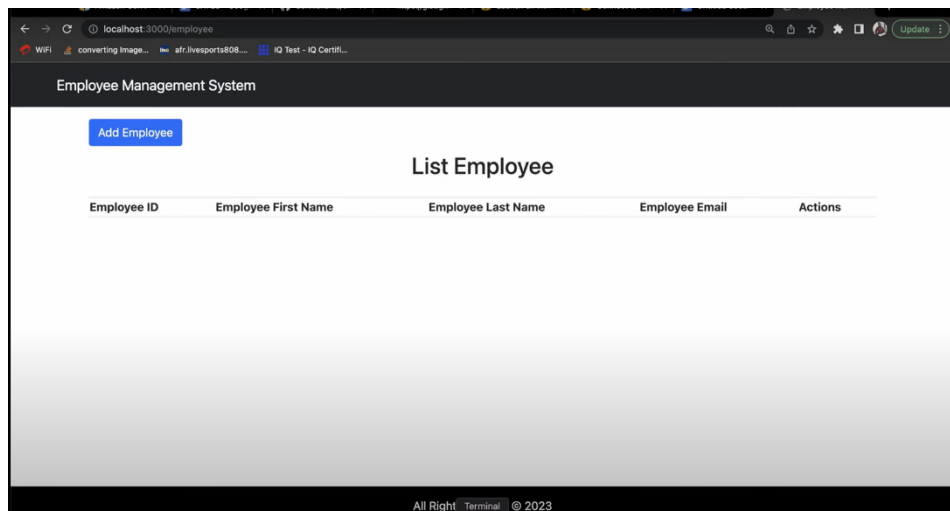 localhost:3000/employee
Update
WiFi converting Image... live afr.livesports808.... IQ Test - IQ Certifi...
Employee Management System
Add Employee
List Employee
Employee ID Employee First Name Employee Last Name Employee Email Actions
All Right Terminal © 2023